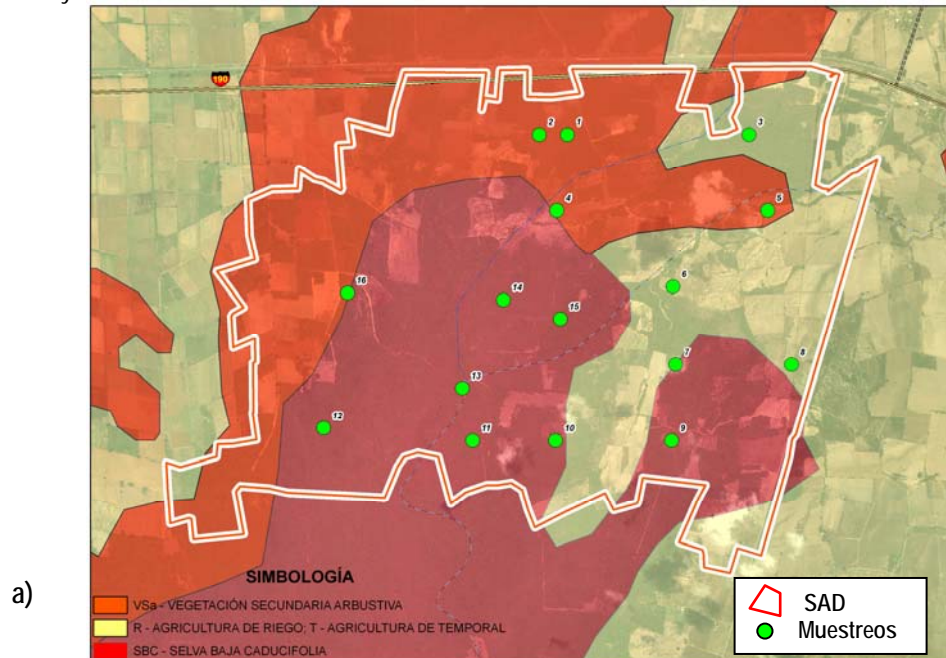 190
2
1
3
4
5
6
16
14
15
7
8
13
12
11
10
9
a)
SIMBOLOGÍA
VSa - VEGETACIÓN SECUNDARIA ARBUSTIVA
R - AGRICULTURA DE RIEGO; T - AGRICULTURA DE TEMPORAL
SBC - SELVA BAJA CADUCIFOLIA
SAD
Muestreos